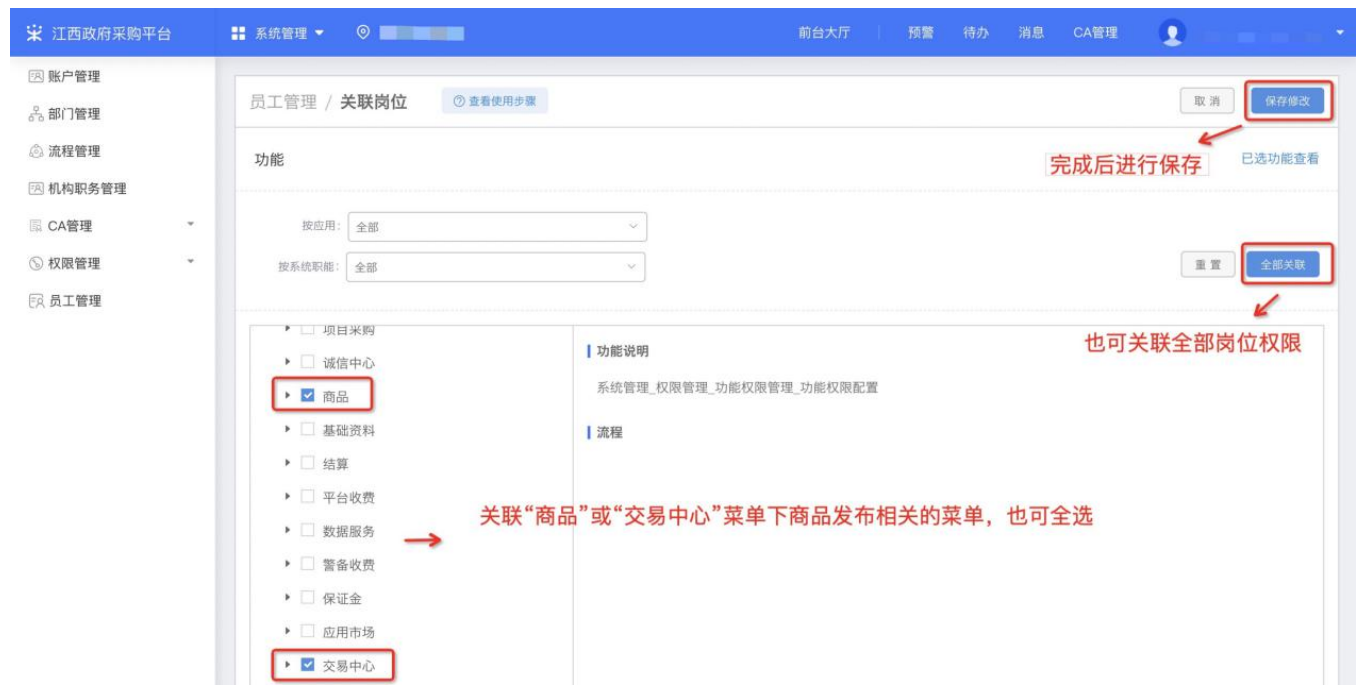 江西政府采购平台 系统管理 前台大厅 预警 待办 消息 CA管理
账户管理
部门管理
流程管理
机构职务管理
CA管理
权限管理
员工管理
员工管理 / 关联岗位 查看使用步骤 取消 保存修改
功能 完成后进行保存 已选功能查看
按应用: 全部
按系统职能: 全部 重置 全部关联
也可关联全部岗位权限
项目采购
诚信中心
商品
基础资料
结算
平台收费
数据服务
警备收费
保证金
应用市场
交易中心
功能说明
系统管理_权限管理_功能权限管理_功能权限配置
流程
关联“商品”或“交易中心”菜单下商品发布相关的菜单，也可全选